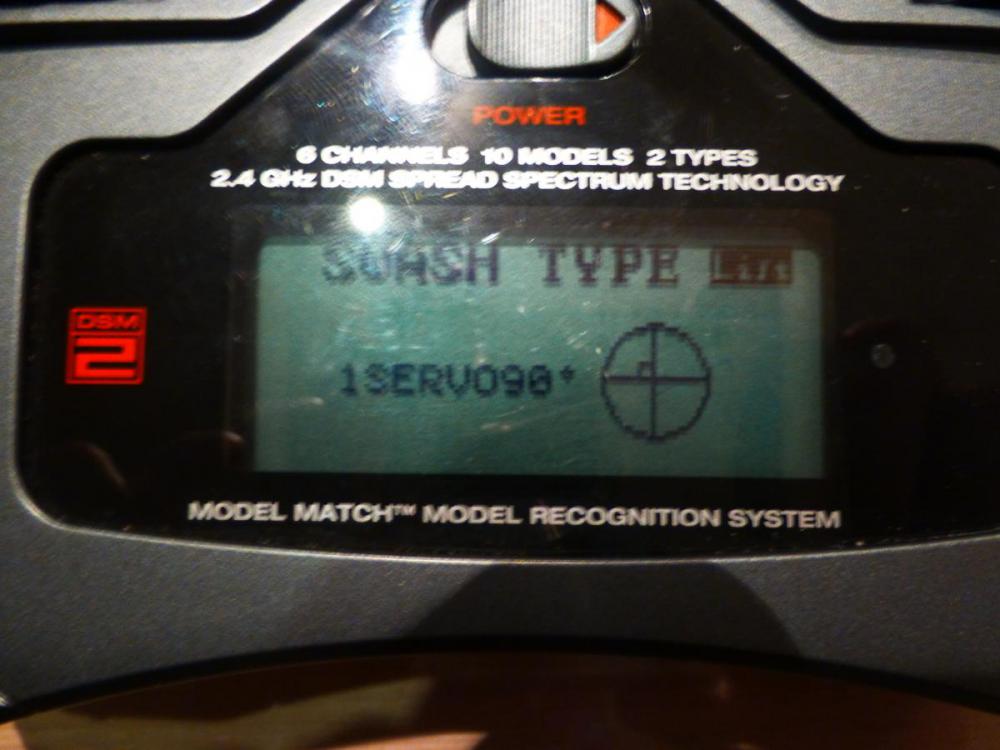 POWER
6 CHANNELS 10 MODELS 2 TYPES
2.4 GHz DSM SPREAD SPECTRUM TECHNOLOGY
SWASH TYPE List
DSM
2
1SERVO90°
MODEL MATCH™ MODEL RECOGNITION SYSTEM